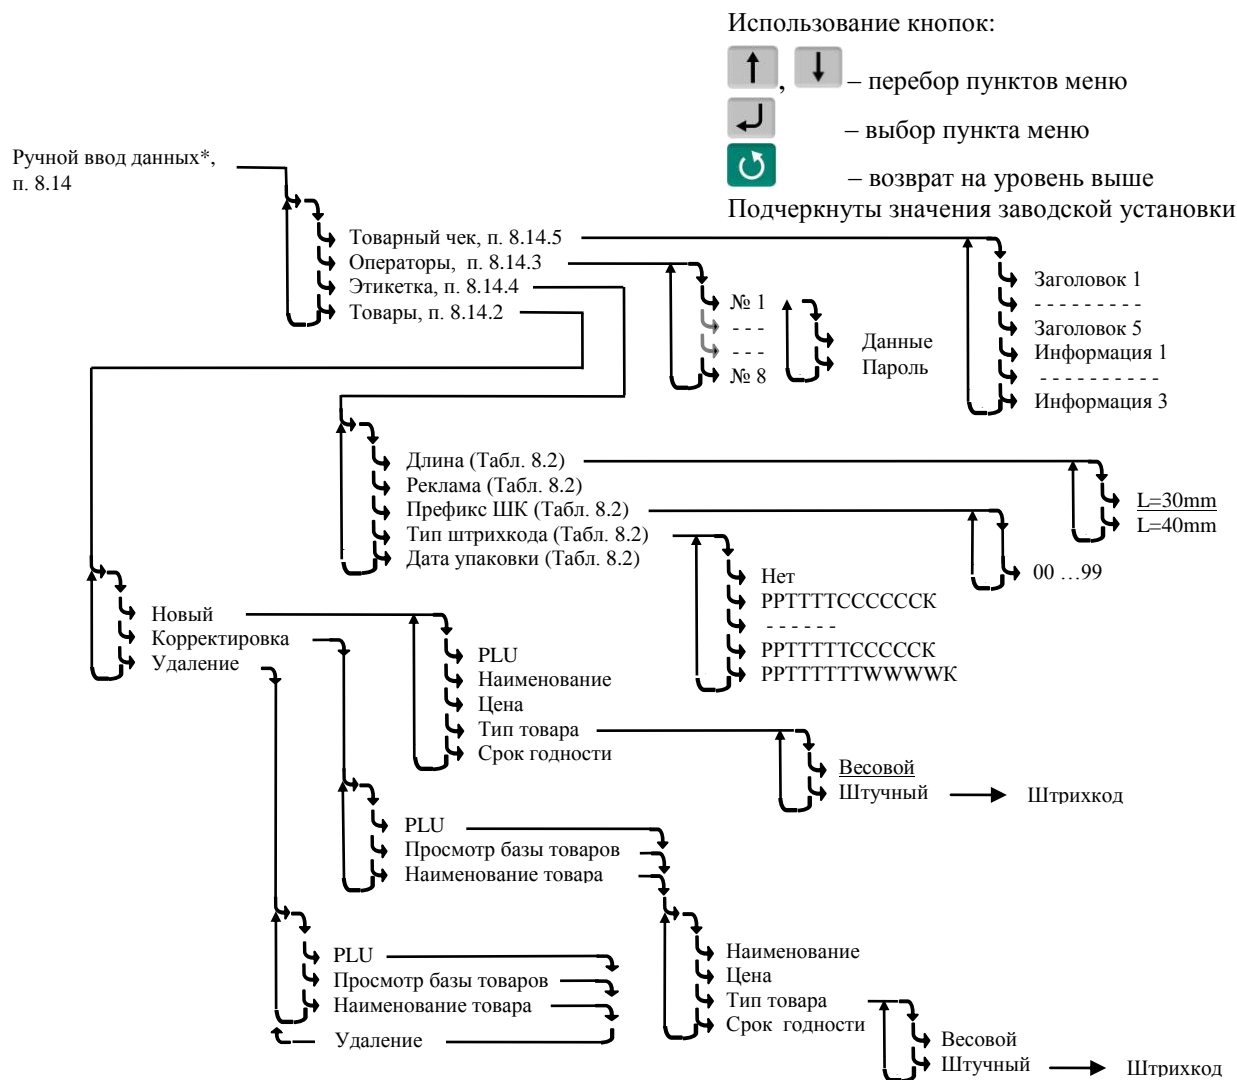 Использование кнопок:
, – перебор пунктов меню
– выбор пункта меню
– возврат на уровень выше
Подчеркнуты значения заводской установки
Ручной ввод данных*,
п. 8.14
Товарный чек, п. 8.14.5
Операторы, п. 8.14.3
Этикетка, п. 8.14.4
Товары, п. 8.14.2
Заголовок 1
- - - - - - - - -
Заголовок 5
Информация 1
- - - - - - - - - -
Информация 3
№ 1
- - -
- - -
№ 8
Данные
Пароль
Длина (Табл. 8.2)
Реклама (Табл. 8.2)
Префикс ШК (Табл. 8.2)
Тип штрихкода (Табл. 8.2)
Дата упаковки (Табл. 8.2)
L=30mm
L=40mm
00 …99
Нет
РРТТТТССССССК
- - - - - -
РРТТТТТСССССК
РРТТТТТТWWWWК
Новый
Корректировка
Удаление
PLU
Наименование
Цена
Тип товара
Срок годности
Весовой
Штучный
Штрихкод
PLU
Просмотр базы товаров
Наименование товара
PLU
Просмотр базы товаров
Наименование товара
Удаление
Наименование
Цена
Тип товара
Срок годности
Весовой
Штучный
Штрихкод